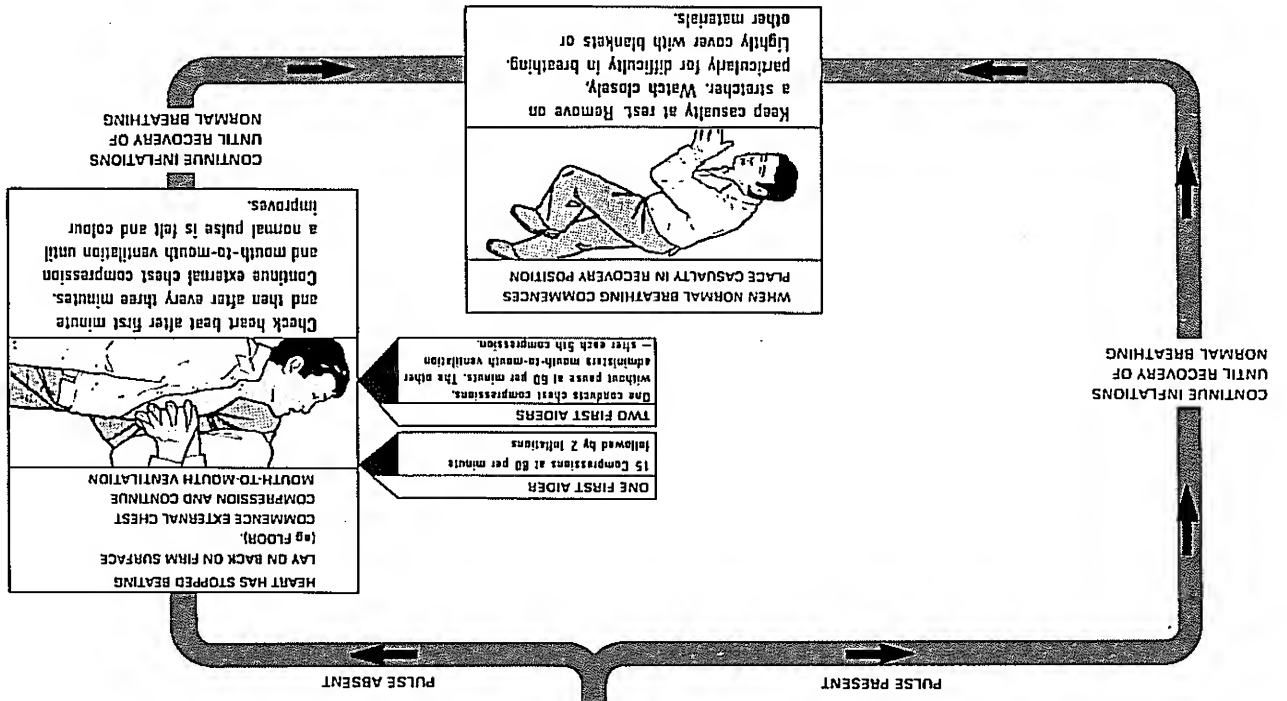 PULSE PRESENT
PULSE ABSENT
HEART HAS STOPPED BEATING
LAY ON BACK ON FIRM SURFACE
(eg FLOOR).
COMMENCE EXTERNAL CHEST
COMPRESSION AND CONTINUE
MOUTH-TO-MOUTH VENTILATION
ONE FIRST AIDER
15 Compressions at 80 per minute
followed by 2 Inflations
TWO FIRST AIDERS
One conducts chest compressions,
without pause at 60 per minute. The other
administers mouth-to-mouth ventilation
– after each 5th compression.
Check heart beat after first minute
and then after every three minutes.
Continue external chest compression
and mouth-to-mouth ventilation until
a normal pulse is felt and colour
improves.
CONTINUE INFLATIONS
UNTIL RECOVERY OF
NORMAL BREATHING
CONTINUE INFLATIONS
UNTIL RECOVERY OF
NORMAL BREATHING
WHEN NORMAL BREATHING COMMENCES
PLACE CASUALTY IN RECOVERY POSITION
Keep casualty at rest. Remove on
a stretcher. Watch closely,
particularly for difficulty in breathing.
Lightly cover with blankets or
other materials.